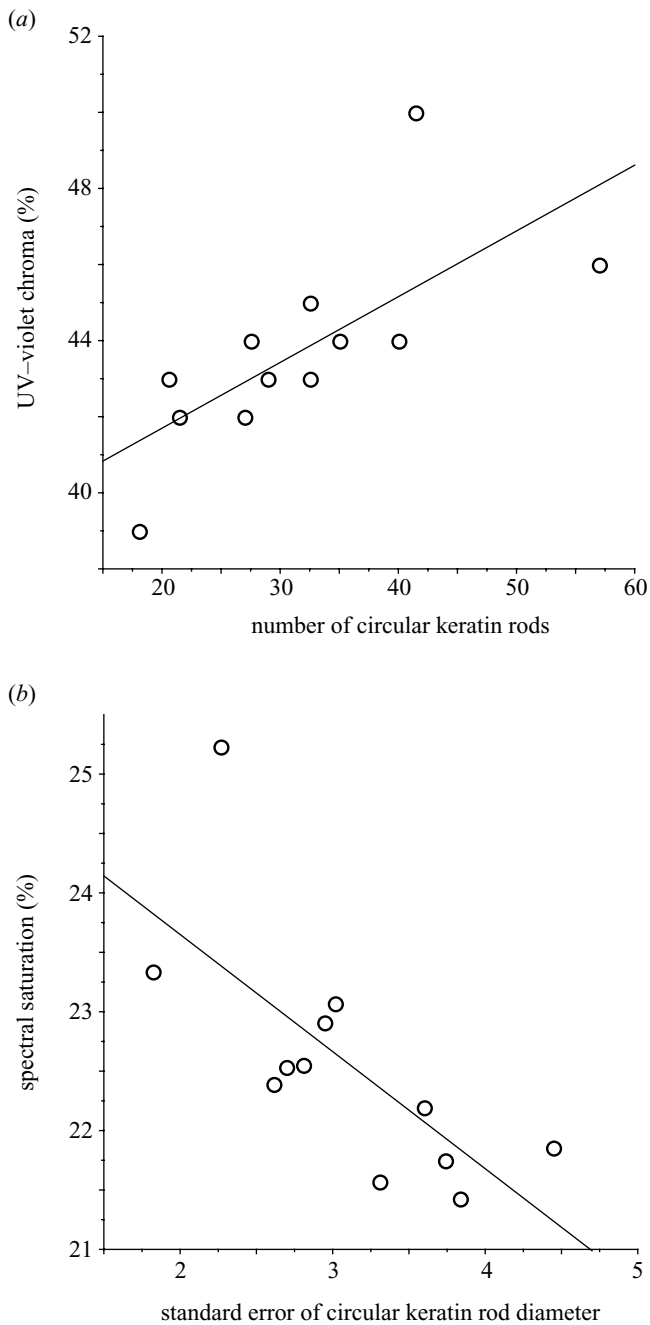 (a)
52
48
44
40
UV–violet chroma (%)
20 30 40 50 60
number of circular keratin rods
(b)
25
24
23
22
21
spectral saturation (%)
2 3 4 5
standard error of circular keratin rod diameter